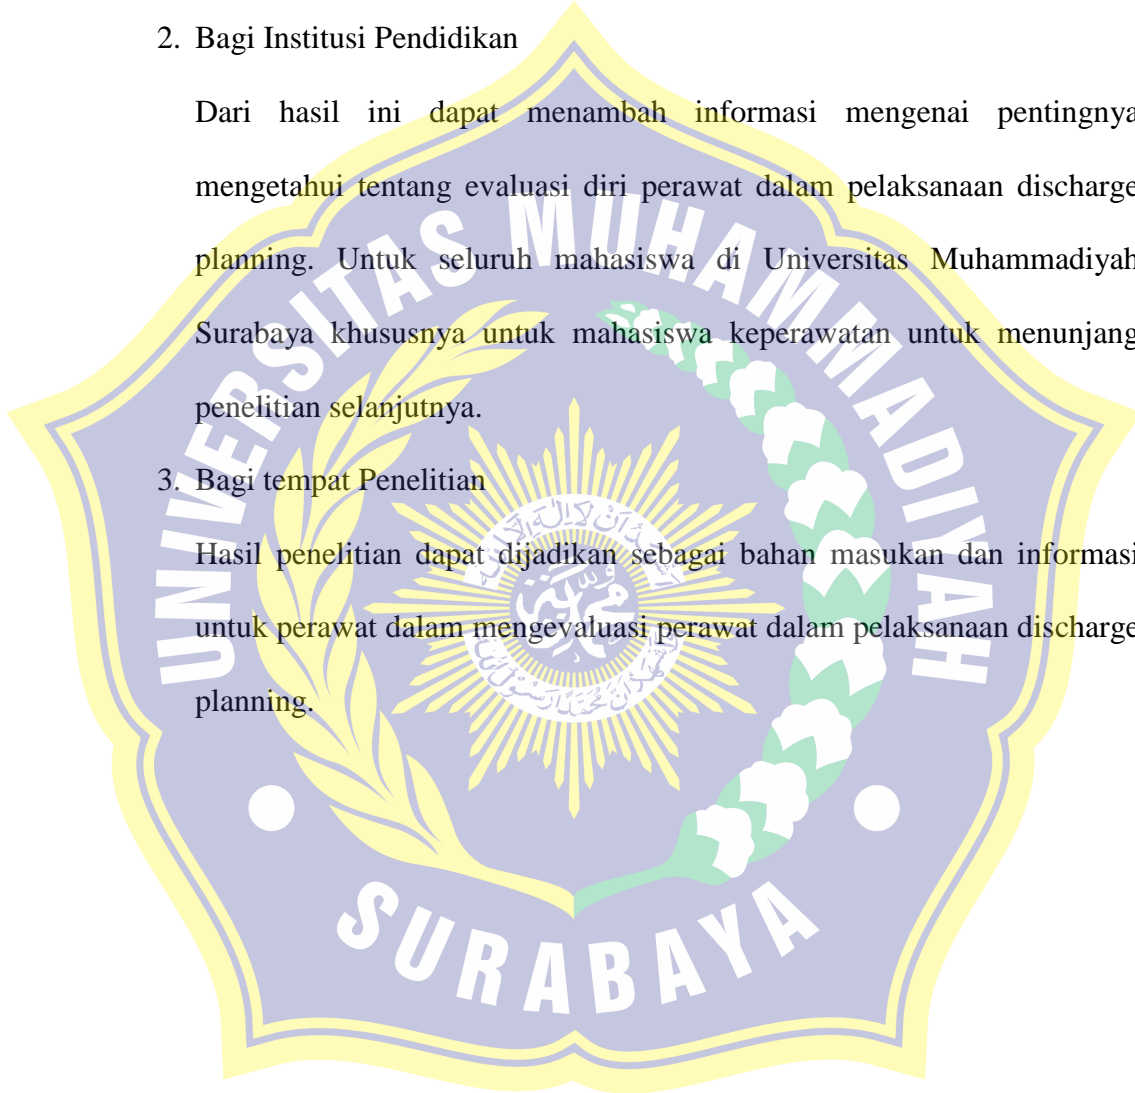 2. Bagi Institusi Pendidikan
Dari hasil ini dapat menambah informasi mengenai pentingnya
mengetahui tentang evaluasi diri perawat dalam pelaksanaan discharge
planning. Untuk seluruh mahasiswa di Universitas Muhammadiyah
Surabaya khususnya untuk mahasiswa keperawatan untuk menunjang
penelitian selanjutnya.
3. Bagi tempat Penelitian
Hasil penelitian dapat dijadikan sebagai bahan masukan dan informasi
untuk perawat dalam mengevaluasi perawat dalam pelaksanaan discharge
planning.
UNIVERSITAS MUHAMMADIYAH
SURABAYA